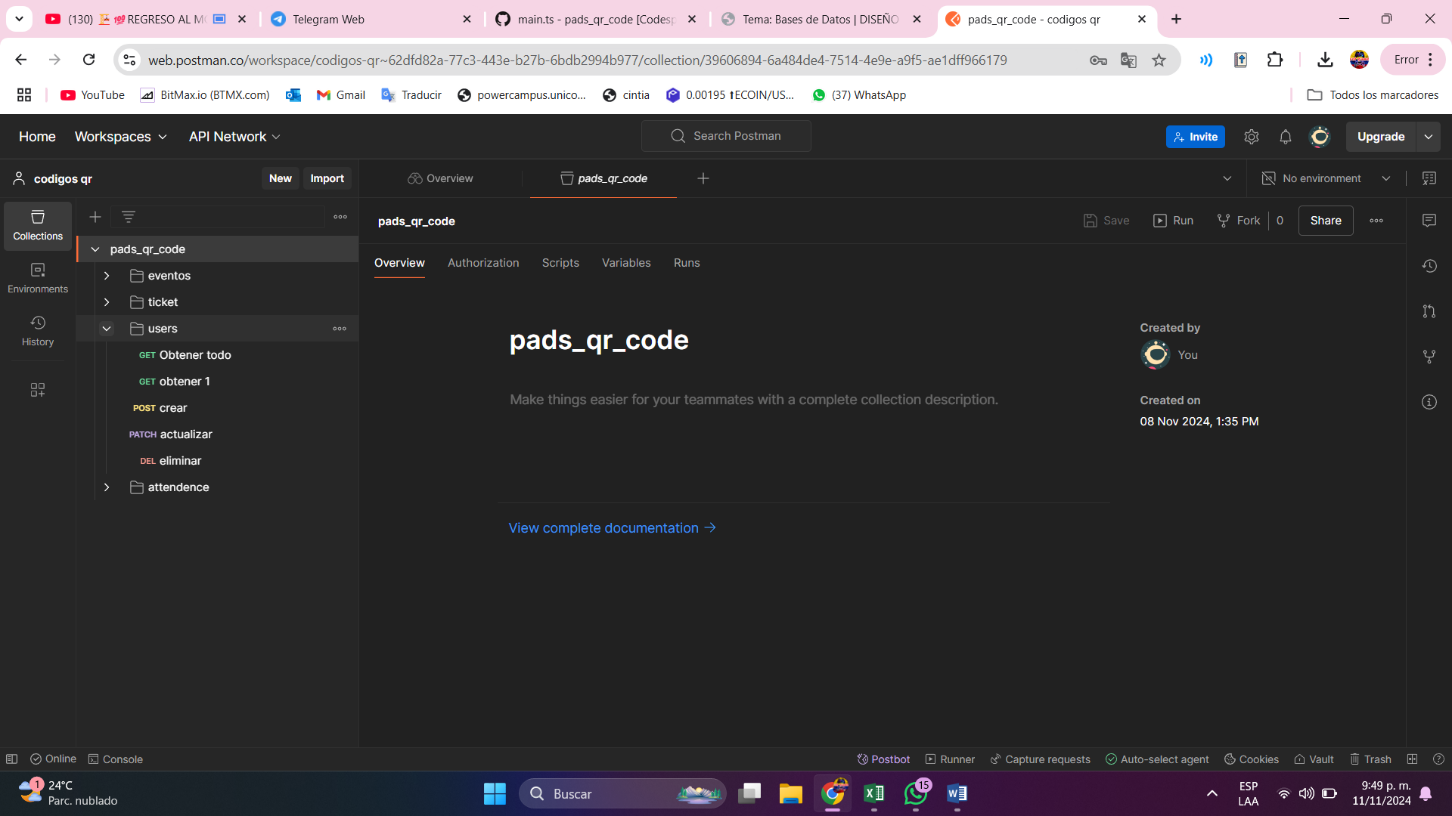 (130) 🏝️💯REGRESO AL M
Telegram Web
main.ts - pads_qr_code [Codesp
Tema: Bases de Datos | DISEÑO
pads_qr_code - codigos qr
web.postman.co/workspace/codigos-qr~62dfd82a-77c3-443e-b27b-6bdb2994b977/collection/39606894-6a484de4-7514-4e9e-a9f5-ae1dff966179
Error
YouTube
BitMax.io (BTMX.com)
Gmail
Traducir
powercampus.unico...
cintia
0.00195 ⬆ECOIN/US...
(37) WhatsApp
Todos los marcadores
Home
Workspaces
API Network
Search Postman
Invite
Upgrade
codigos qr
New
Import
Overview
pads_qr_code
No environment
Collections
Environments
History
pads_qr_code
eventos
ticket
users
GET Obtener todo
GET obtener 1
POST crear
PATCH actualizar
DEL eliminar
attendence
pads_qr_code
Save
Run
Fork
0
Share
Overview
Authorization
Scripts
Variables
Runs
pads_qr_code
Make things easier for your teammates with a complete collection description.
View complete documentation →
Created by
You
Created on
08 Nov 2024, 1:35 PM
Online
Console
Postbot
Runner
Capture requests
Auto-select agent
Cookies
Vault
Trash
1
24°C
Parc. nublado
Buscar
15
ESP
LAA
9:49 p. m.
11/11/2024